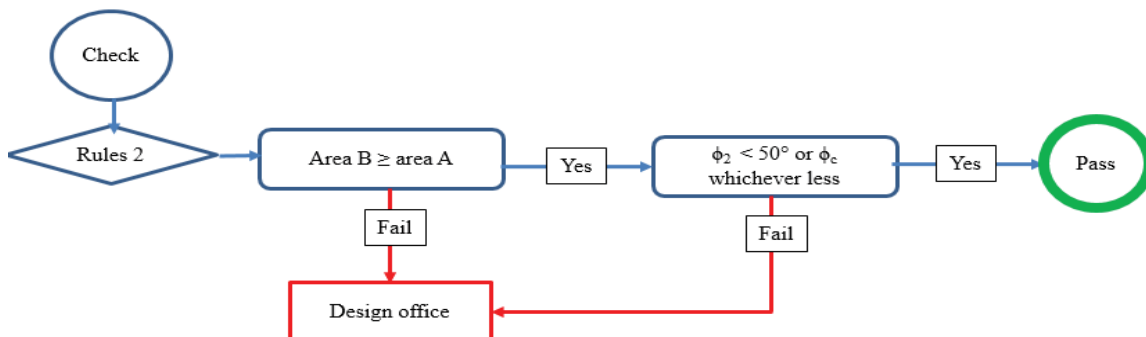 Check
Rules 2
Area B ≥ area A
Yes
ϕ₂ < 50° or ϕc
whichever less
Yes
Pass
Fail
Fail
Design office